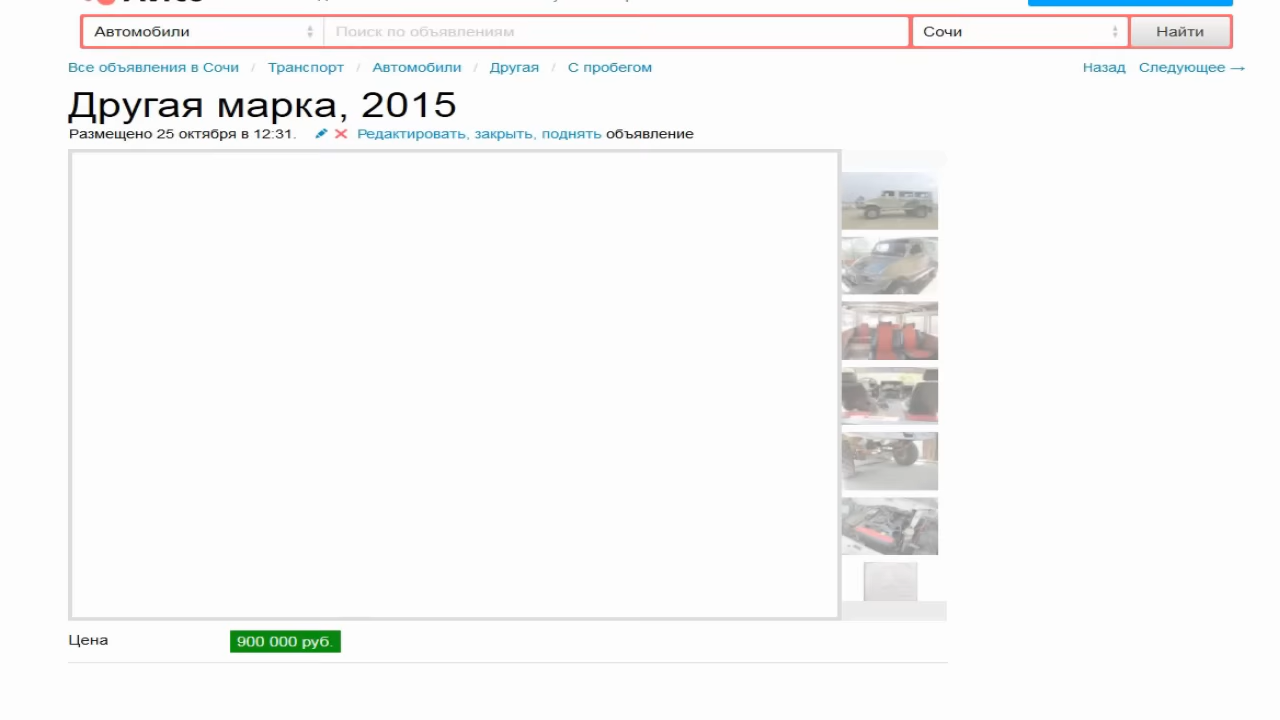 Автомобили
Поиск по объявлениям
Сочи
Найти
Все объявления в Сочи / Транспорт / Автомобили / Другая / С пробегом
Назад Следующее →
Другая марка, 2015
Размещено 25 октября в 12:31. Редактировать, закрыть, поднять объявление
Цена 900 000 руб.